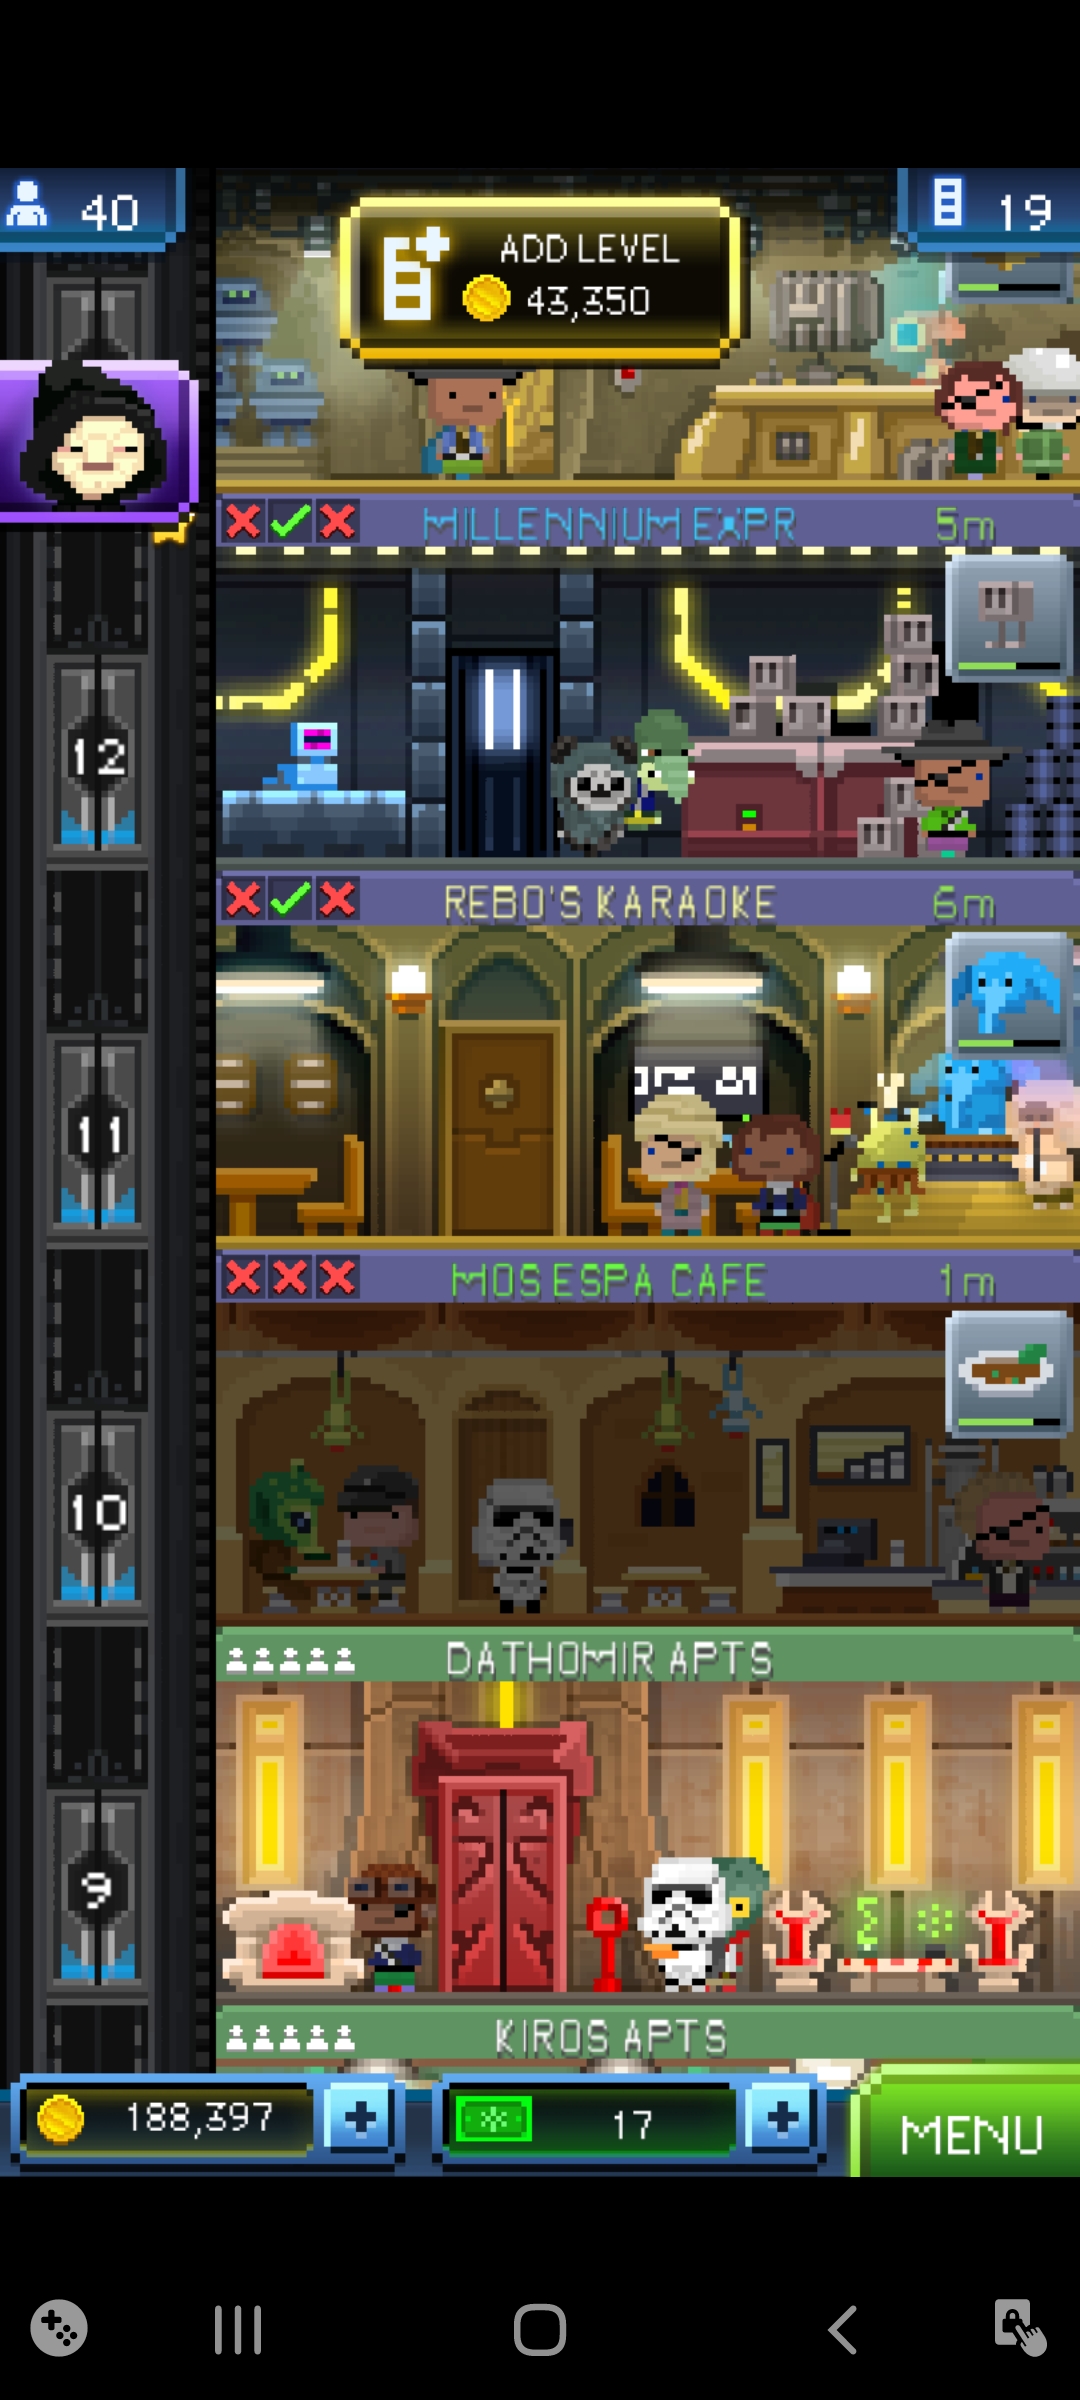 40
ADD LEVEL
43,350
19
MILLENNIUM EXPR 5m
12
REBO'S KARAOKE 6m
11
MOS ESPA CAFE 1m
10
DATHOMIR APTS
9
KIROS APTS
188,397
17
MENU